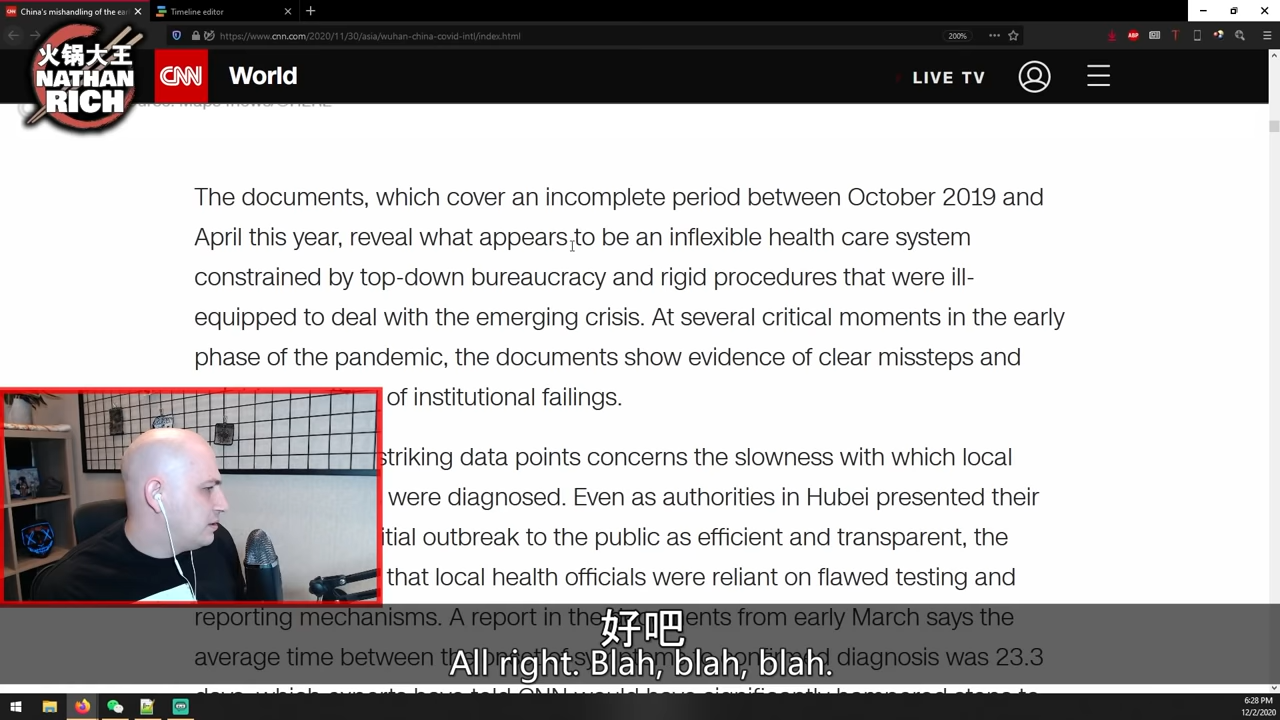 China's mishandling of the ear
Timeline editor
https://www.cnn.com/2020/11/30/asia/wuhan-china-covid-intl/index.html
200%
ABP
火锅大王
NATHAN
RICH
CNN
World
LIVE TV
The documents, which cover an incomplete period between October 2019 and
April this year, reveal what appears to be an inflexible health care system
constrained by top-down bureaucracy and rigid procedures that were ill-
equipped to deal with the emerging crisis. At several critical moments in the early
phase of the pandemic, the documents show evidence of clear missteps and
of institutional failings.
striking data points concerns the slowness with which local
were diagnosed. Even as authorities in Hubei presented their
itial outbreak to the public as efficient and transparent, the
that local health officials were reliant on flawed testing and
reporting mechanisms. A report in the ents from early March says the
average time between the diagnosis was 23.3
好吧
All right. Blah, blah, blah.
6:28 PM
12/2/2020